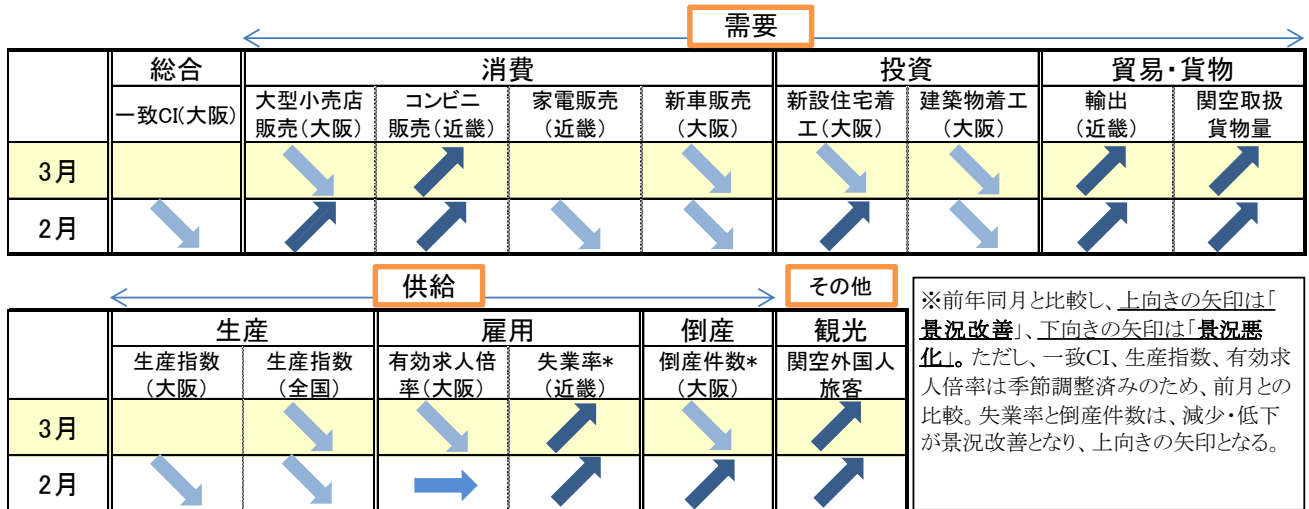 需要
総合 消費 投資 貿易・貨物
一致CI(大阪) 大型小売店 コンビニ 家電販売 新車販売 新設住宅着 建築物着工 輸出 関空取扱
販売(大阪) 販売(近畿) (近畿) (大阪) 工(大阪) (大阪) (近畿) 貨物量
3月
2月
供給 その他
生産 雇用 倒産 観光
生産指数 生産指数 有効求人倍 失業率* 倒産件数* 関空外国人
(大阪) (全国) 率(大阪) (近畿) (大阪) 旅客
3月
2月
※前年同月と比較し、上向きの矢印は「
景況改善」、下向きの矢印は「景況悪
化」。ただし、一致CI、生産指数、有効求
人倍率は季節調整済みのため、前月との
比較。失業率と倒産件数は、減少・低下
が景況改善となり、上向きの矢印となる。